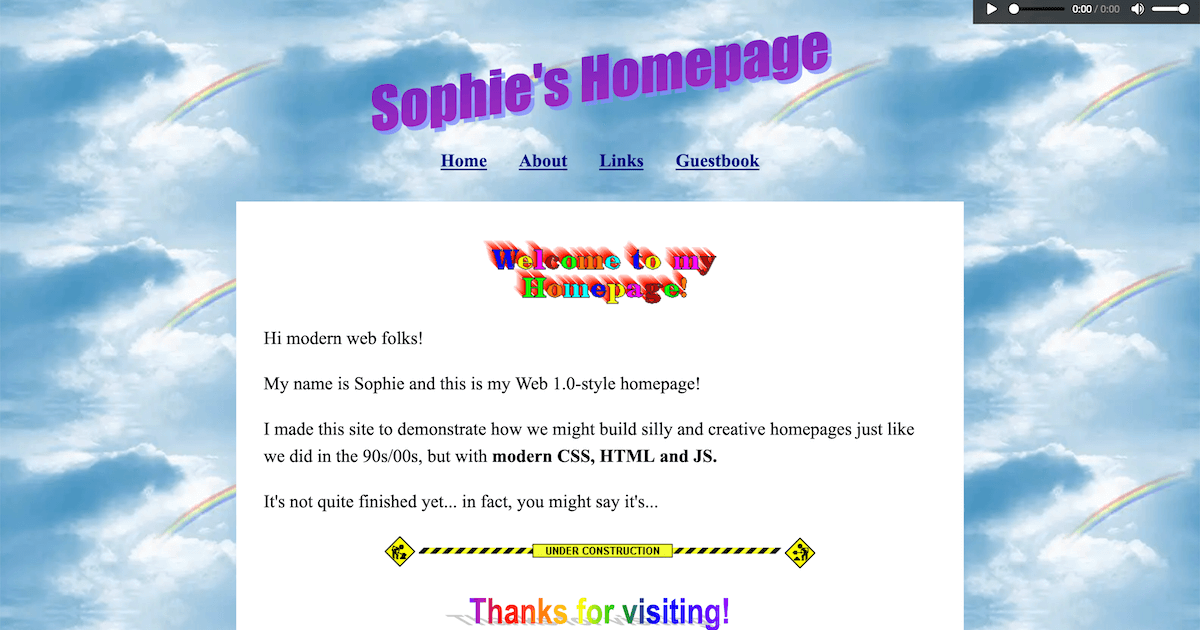 0:00 / 0:00
Sophie's Homepage
Home About Links Guestbook
Welcome to my
Homepage!
Hi modern web folks!
My name is Sophie and this is my Web 1.0-style homepage!
I made this site to demonstrate how we might build silly and creative homepages just like
we did in the 90s/00s, but with modern CSS, HTML and JS.
It's not quite finished yet... in fact, you might say it's...
UNDER CONSTRUCTION
Thanks for visiting!